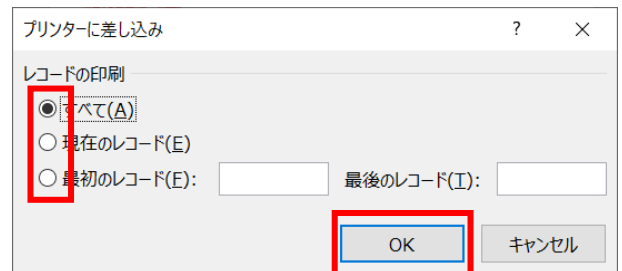 プリンターに差し込み ? ×
レコードの印刷
すべて(A)
現在のレコード(E)
最初のレコード(F): 最後のレコード(T):
OK キャンセル